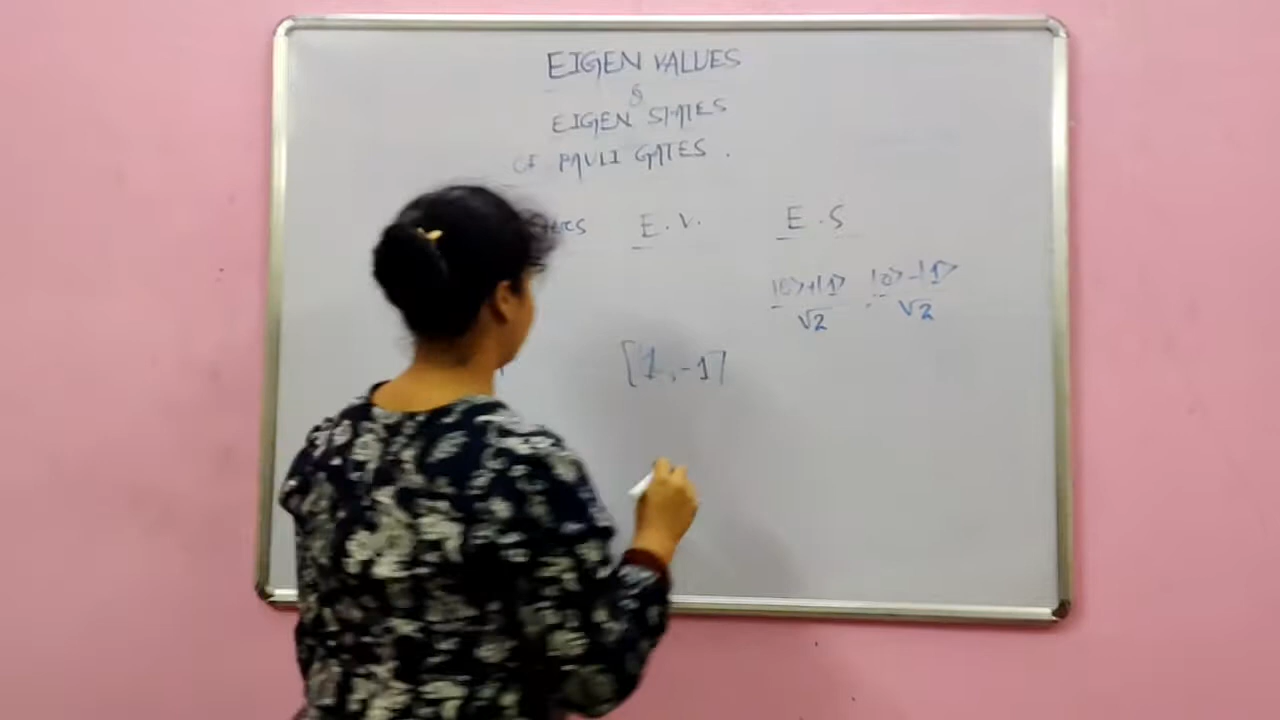 EIGEN VALUES
&
EIGEN STATES
OF PAULI GATES .
E. V. E . S
|0>+|1> / √2 , |0>-|1> / √2
[1, -1]